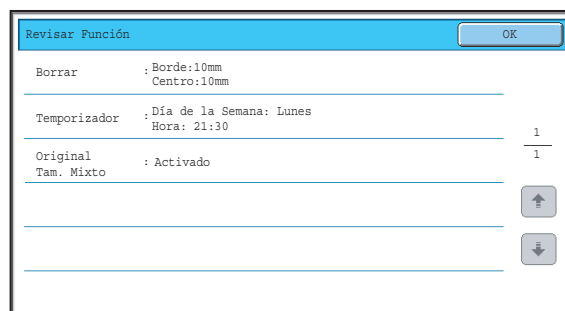 Revisar Función
OK
Borrar : Borde:10mm
Centro:10mm
Temporizador : Día de la Semana: Lunes
Hora: 21:30
Original
Tam. Mixto : Activado
1
1